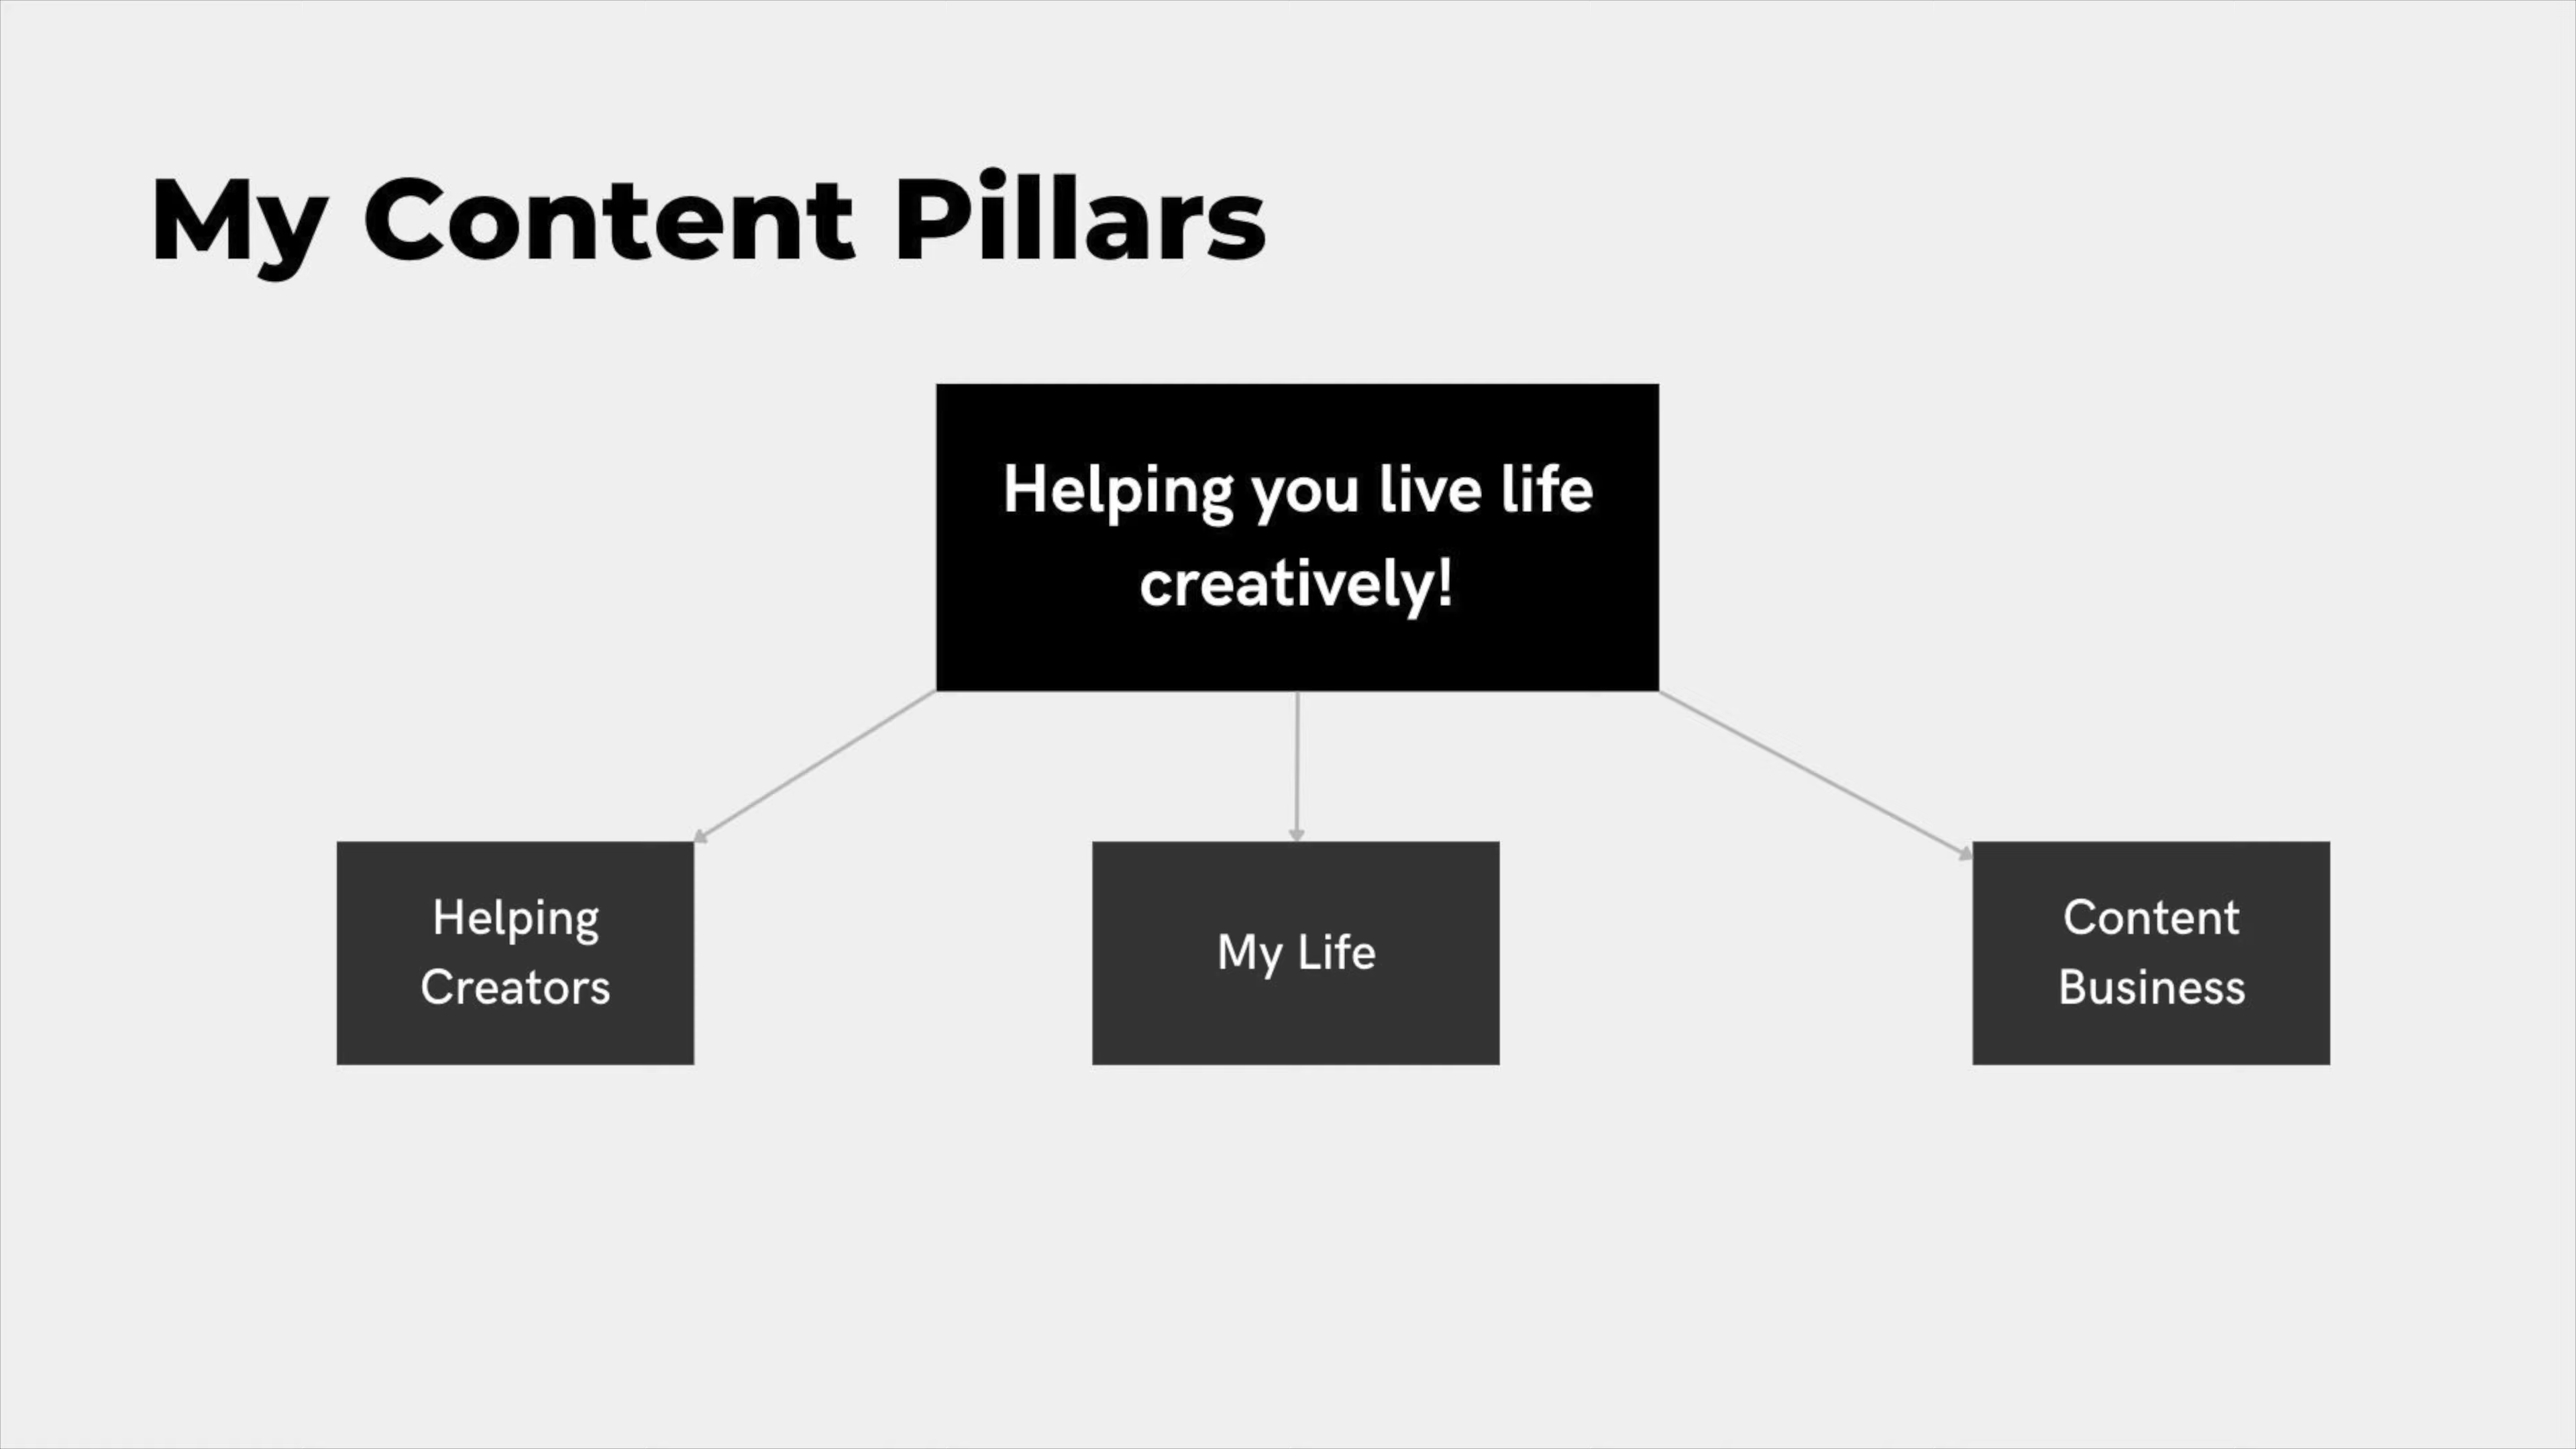 My Content Pillars
Helping you live life
creatively!
Helping
Creators
My Life
Content
Business